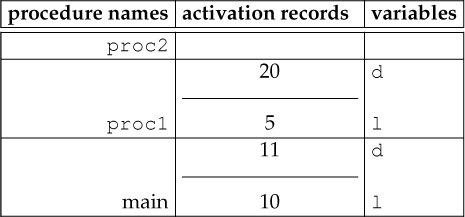 procedure names activation records variables
proc2
20 d
proc1 5 l
11 d
main 10 l